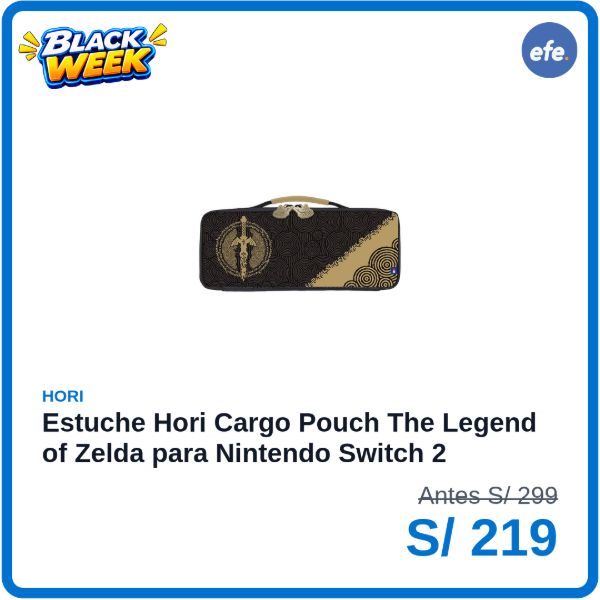 BLACK
WEEK
efe.
HORI
Estuche Hori Cargo Pouch The Legend
of Zelda para Nintendo Switch 2
Antes S/ 299
S/ 219